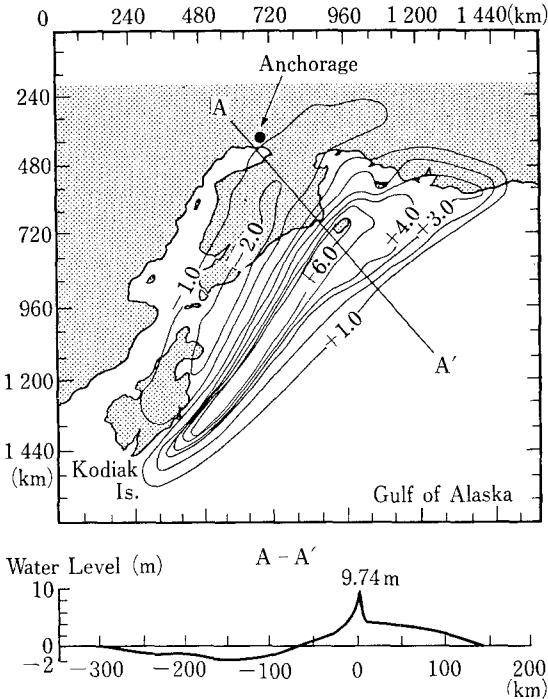 0 240 480 720 960 1 200 1 440(km)
Anchorage
A
240
480
720
960
1 200
1 440
(km)
-1.0
-2.0
+6.0
+4.0
+3.0
+1.0
A′
Kodiak
Is.
Gulf of Alaska
A – A′
Water Level (m)
9.74 m
10
0
-2
-300 -200 -100 0 100 200
(km)